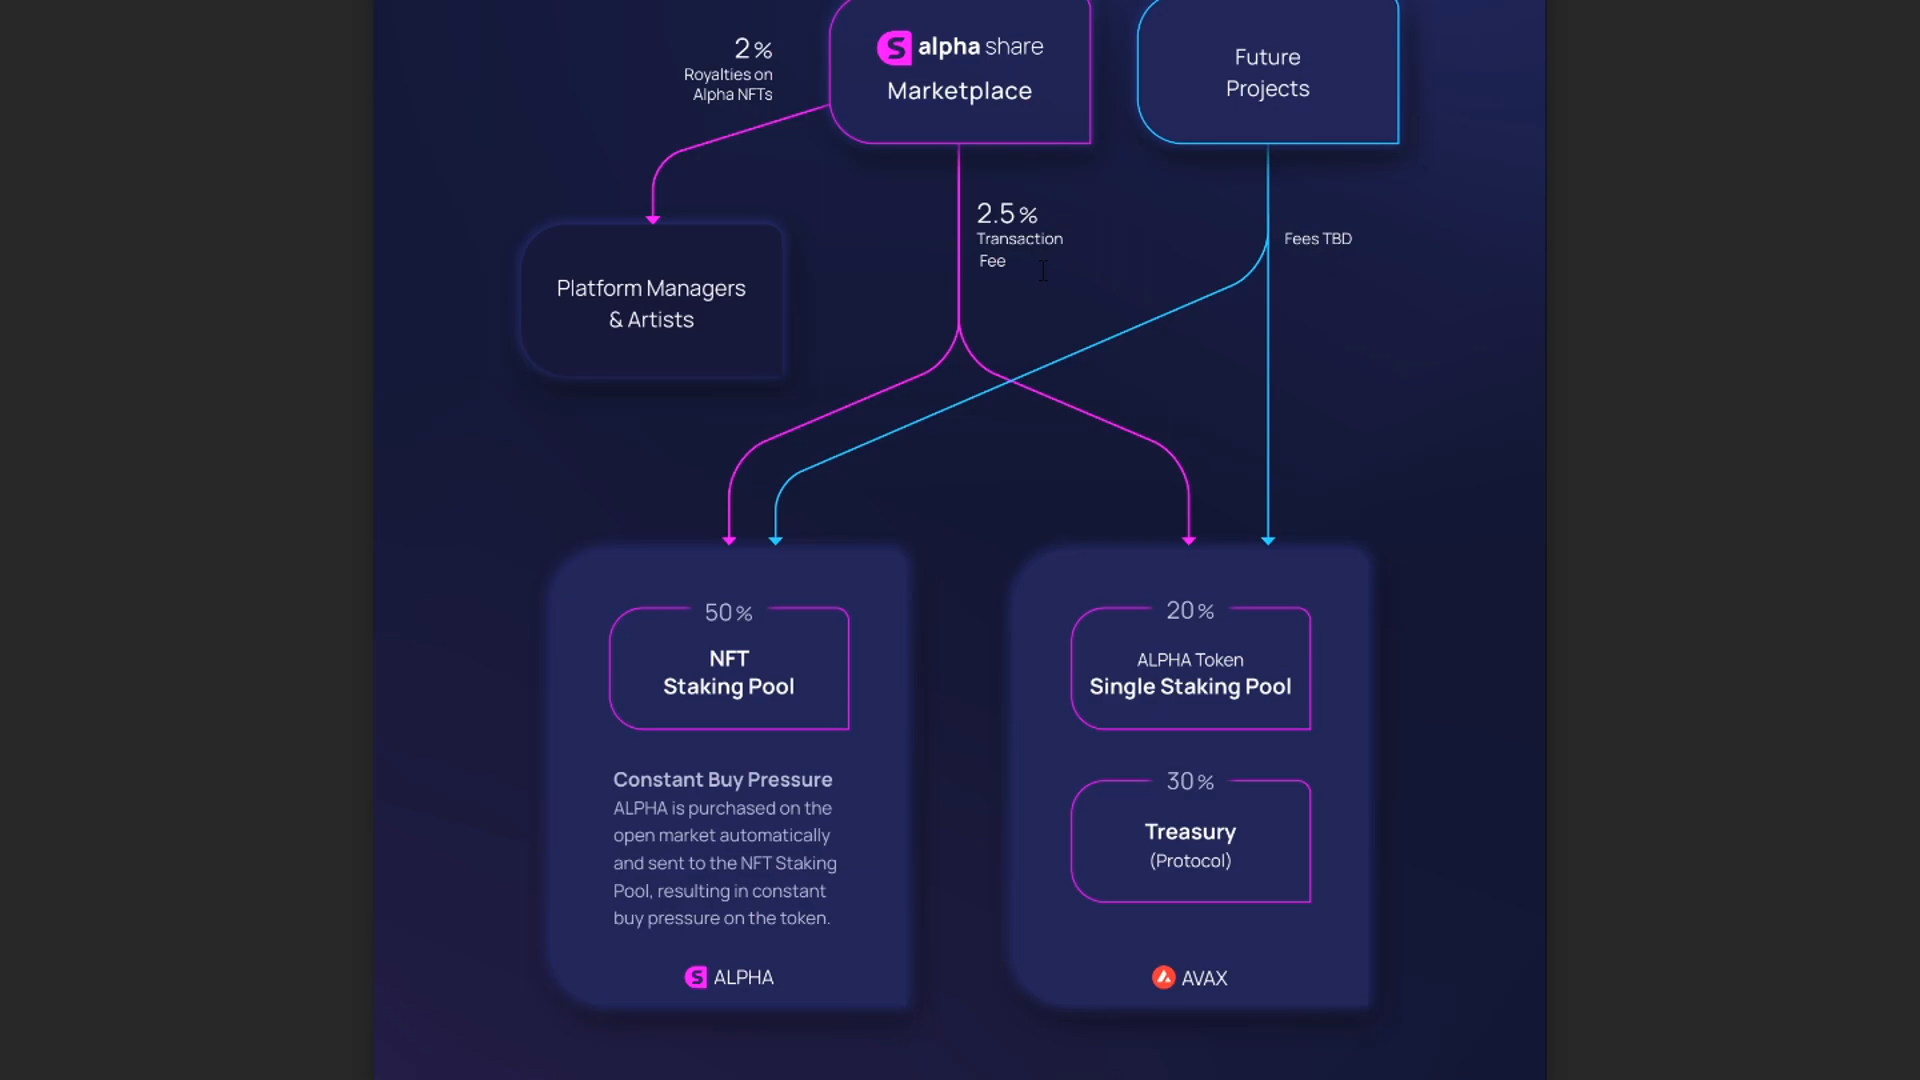 2%
Royalties on
Alpha NFTs
alpha share
Marketplace
Future
Projects
2.5%
Transaction
Fee
Fees TBD
Platform Managers
& Artists
50%
NFT
Staking Pool
Constant Buy Pressure
ALPHA is purchased on the
open market automatically
and sent to the NFT Staking
Pool, resulting in constant
buy pressure on the token.
ALPHA
20%
ALPHA Token
Single Staking Pool
30%
Treasury
(Protocol)
AVAX